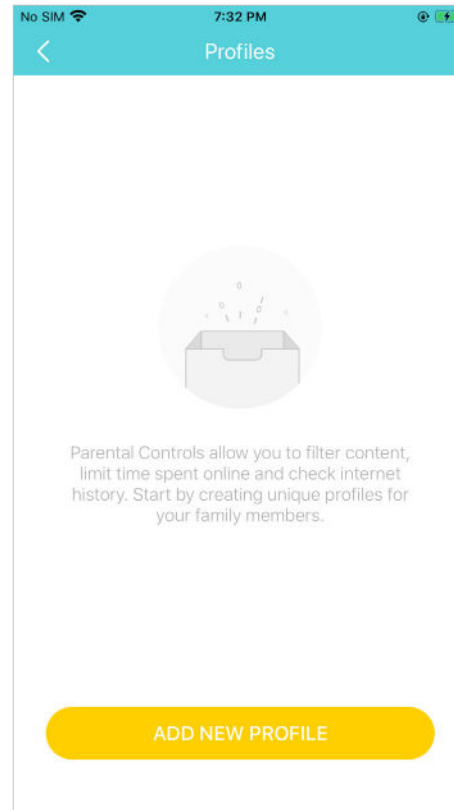 No SIM 7:32 PM
Profiles
Parental Controls allow you to filter content,
limit time spent online and check internet
history. Start by creating unique profiles for
your family members.
ADD NEW PROFILE